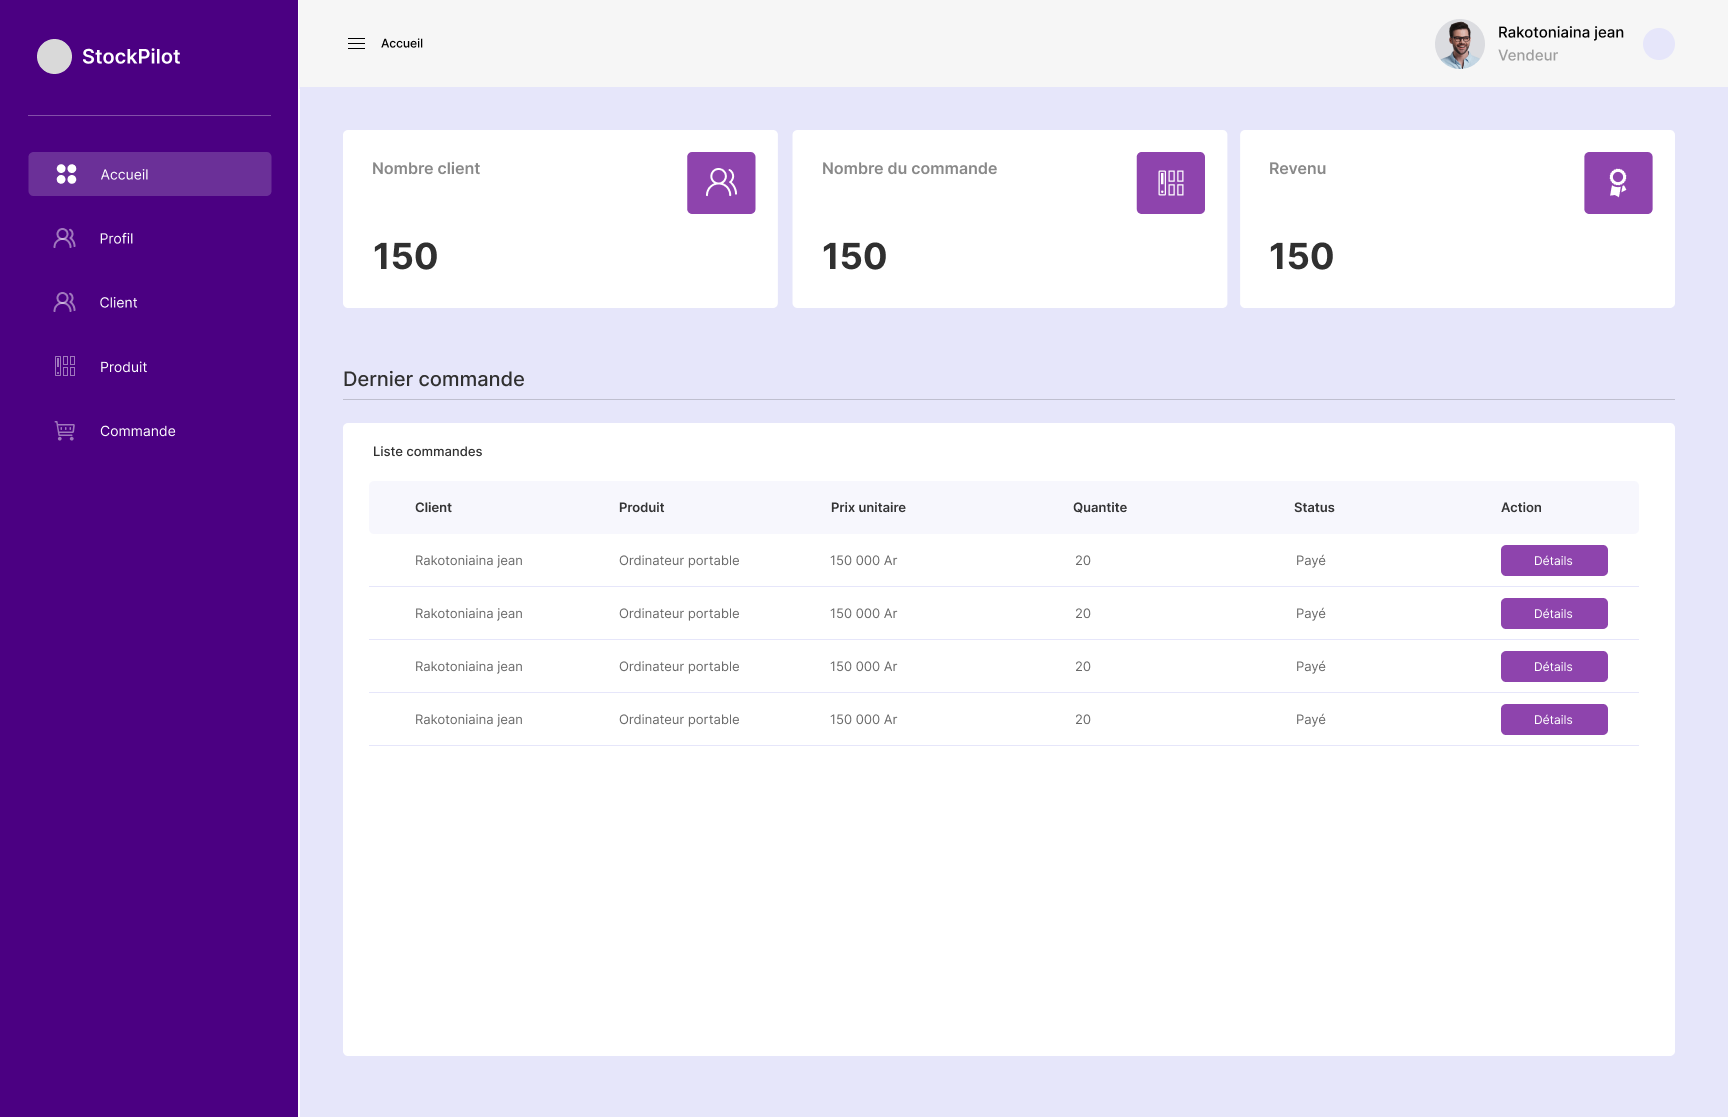 StockPilot
Accueil
Profil
Client
Produit
Commande
Accueil
Rakotoniaina jean
Vendeur
Nombre client
150
Nombre du commande
150
Revenu
150
Dernier commande
Liste commandes
Client Produit Prix unitaire Quantite Status Action
Rakotoniaina jean Ordinateur portable 150 000 Ar 20 Payé Détails
Rakotoniaina jean Ordinateur portable 150 000 Ar 20 Payé Détails
Rakotoniaina jean Ordinateur portable 150 000 Ar 20 Payé Détails
Rakotoniaina jean Ordinateur portable 150 000 Ar 20 Payé Détails